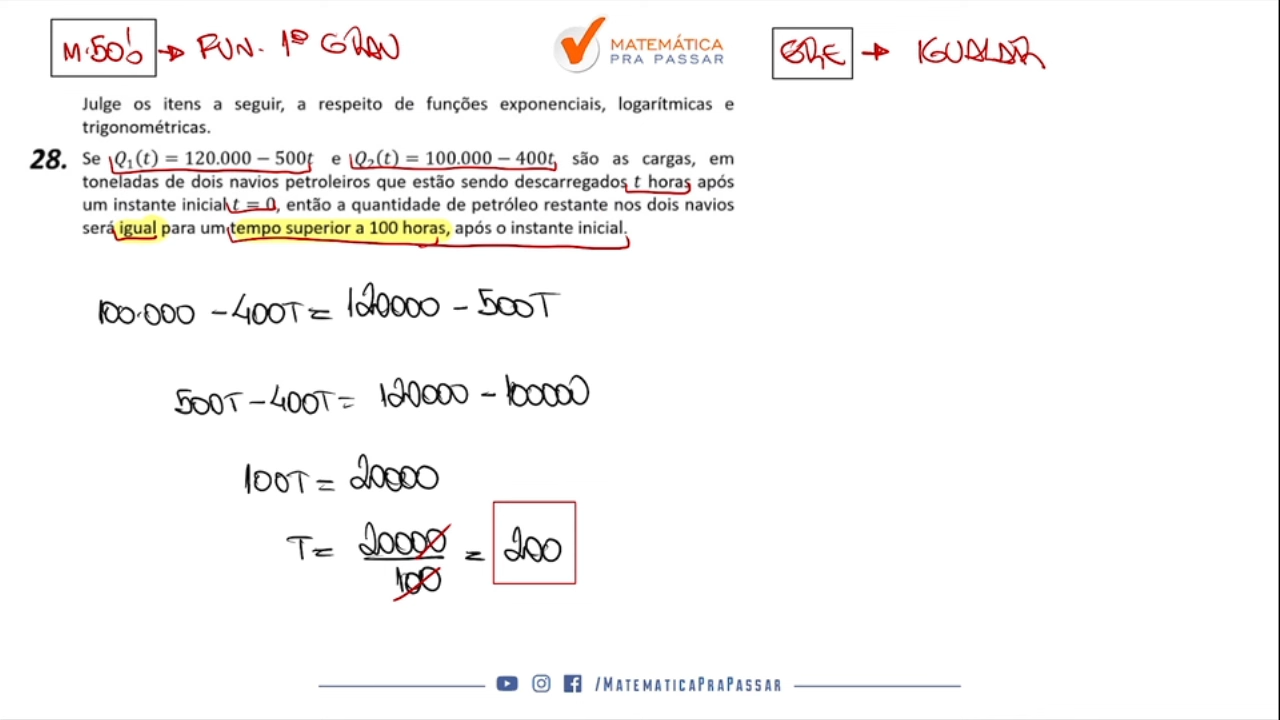 M.50% → FUN. 1º GRAU
MATEMÁTICA
PRA PASSAR
→ IGUALAR
Julge os itens a seguir, a respeito de funções exponenciais, logarítmicas e
trigonométricas.
28. Se Q₁(t) = 120.000 − 500t e Q₂(t) = 100.000 − 400t, são as cargas, em
toneladas de dois navios petroleiros que estão sendo descarregados t horas após
um instante inicial t = 0, então a quantidade de petróleo restante nos dois navios
será igual para um tempo superior a 100 horas, após o instante inicial.
100.000 − 400T = 120000 − 500T
500T − 400T = 120000 − 100000
100T = 20000
T = 20000/100 = 200
/MATEMATICAPRAPASSAR